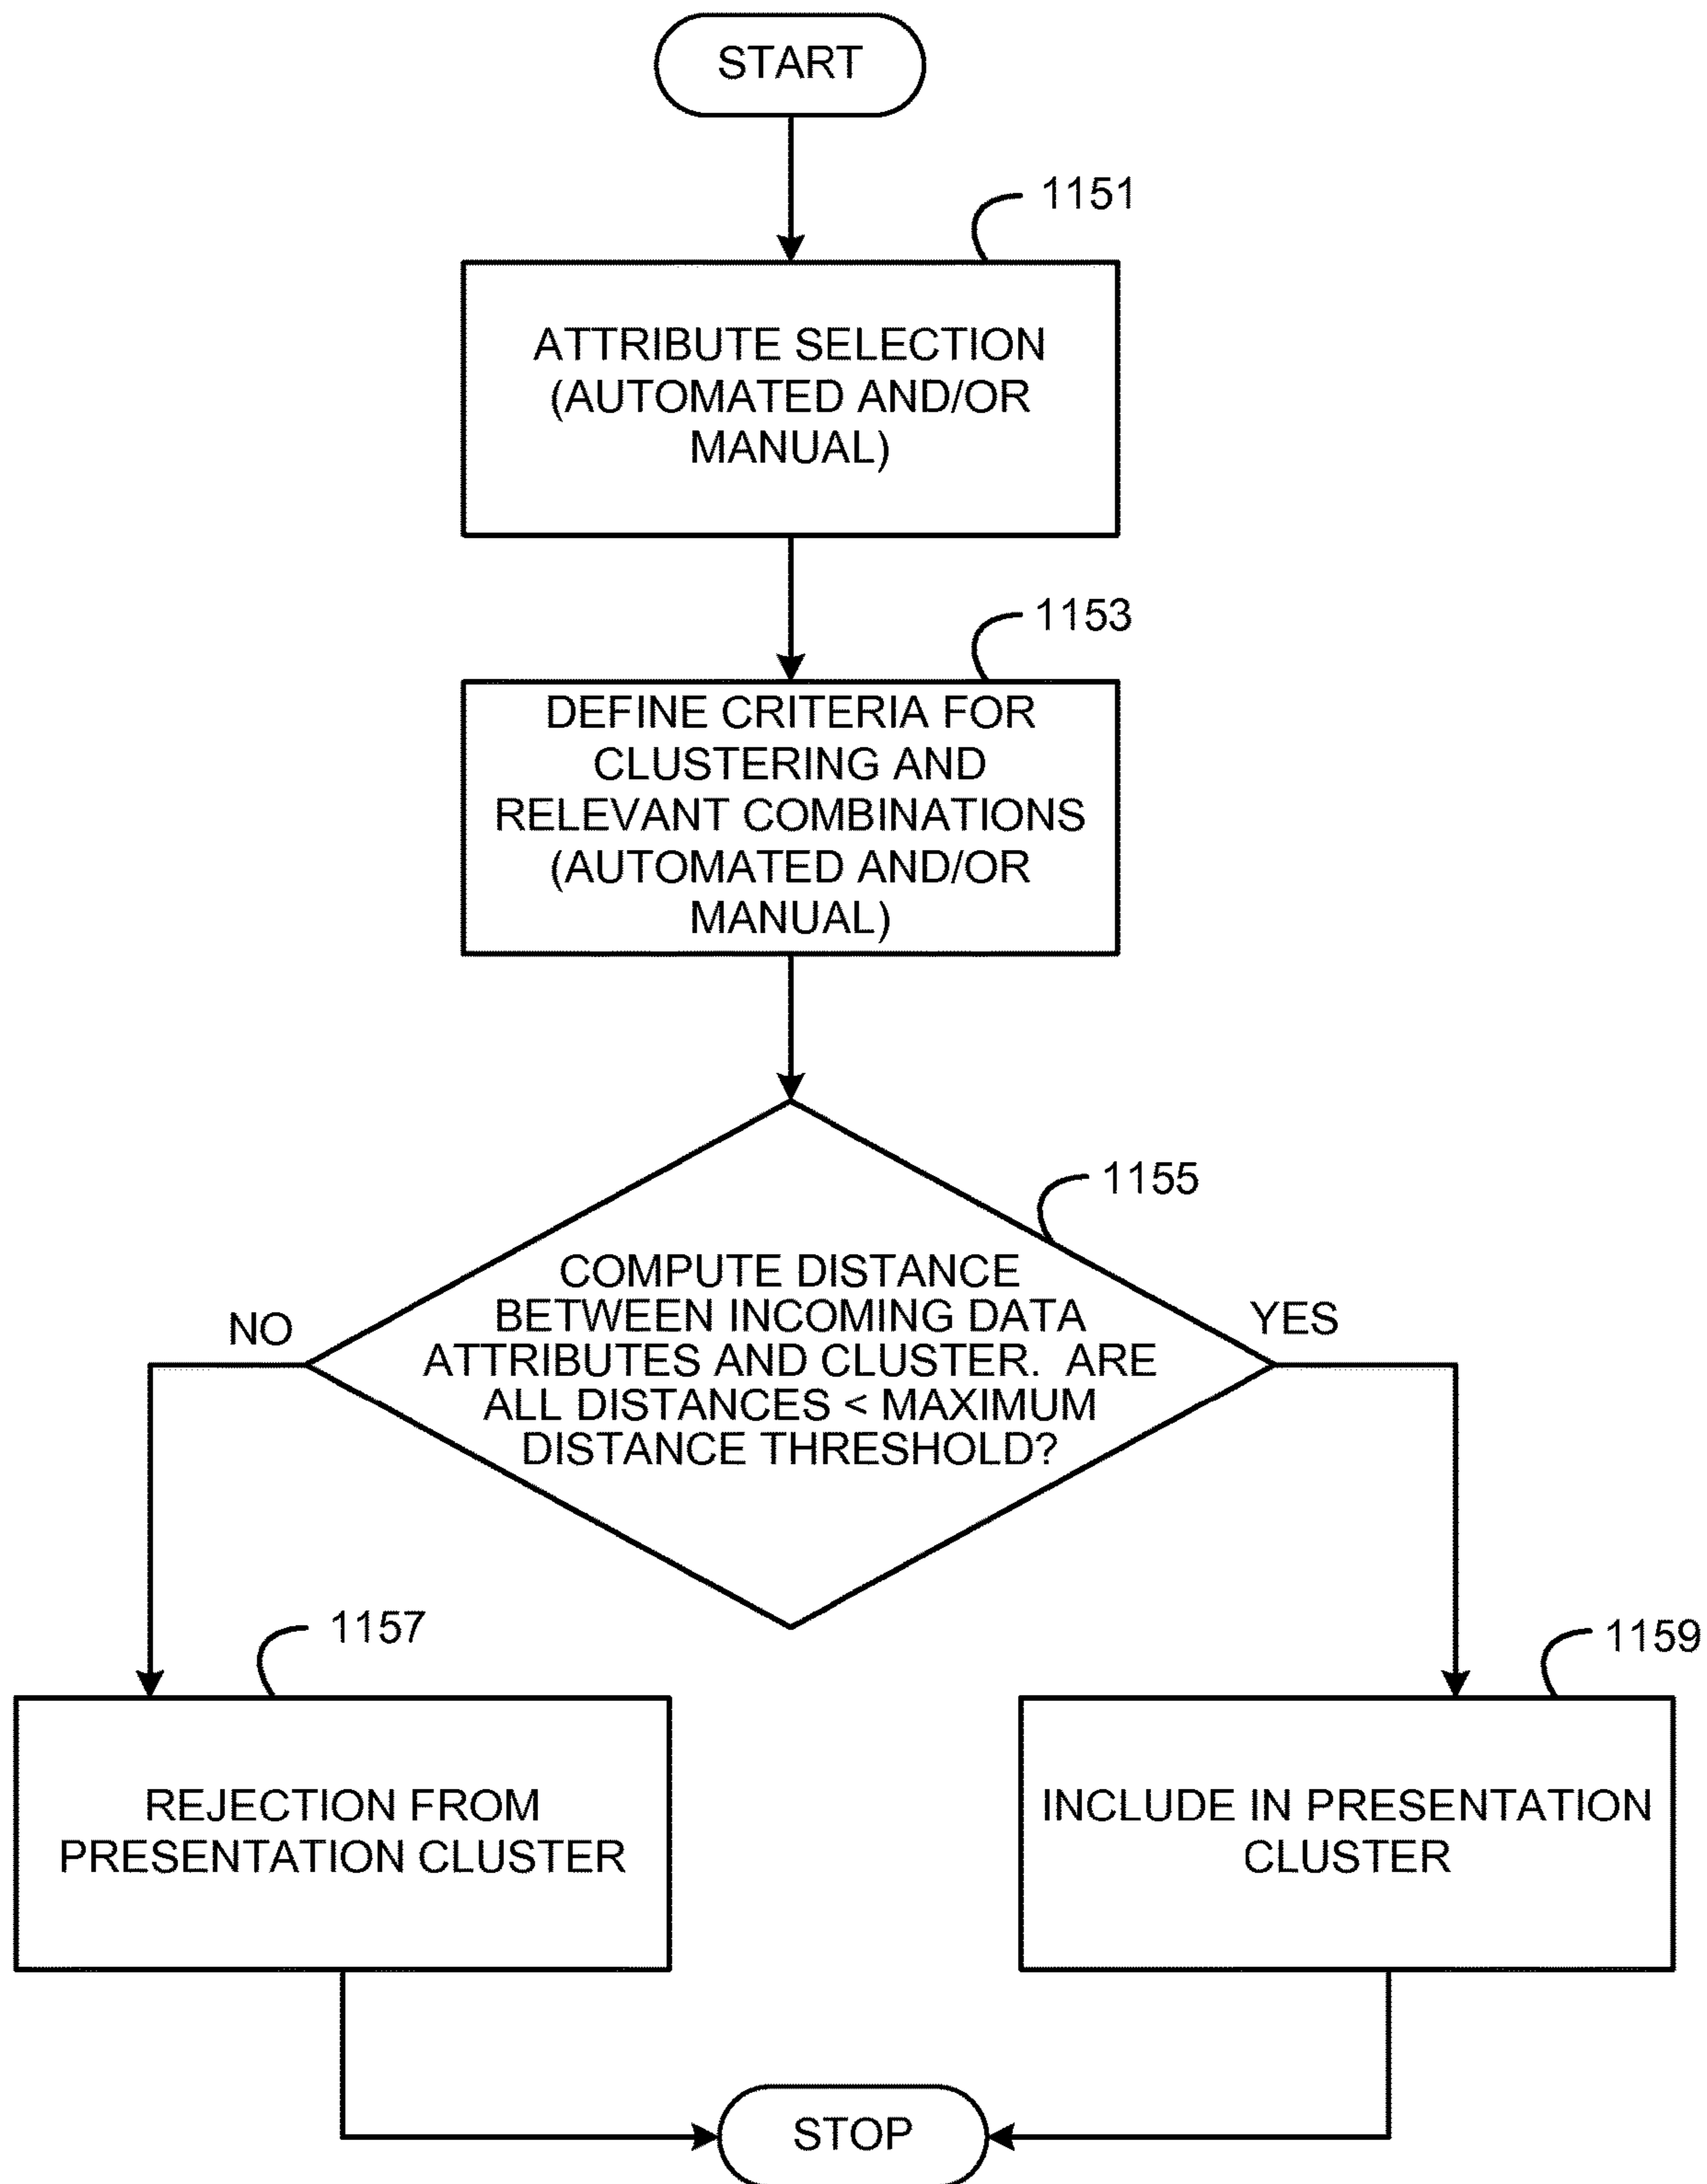 START
1151
ATTRIBUTE SELECTION
(AUTOMATED AND/OR
MANUAL)
1153
DEFINE CRITERIA FOR
CLUSTERING AND
RELEVANT COMBINATIONS
(AUTOMATED AND/OR
MANUAL)
1155
COMPUTE DISTANCE
BETWEEN INCOMING DATA
ATTRIBUTES AND CLUSTER. ARE
ALL DISTANCES < MAXIMUM
DISTANCE THRESHOLD?
NO
YES
1157
REJECTION FROM
PRESENTATION CLUSTER
1159
INCLUDE IN PRESENTATION
CLUSTER
STOP